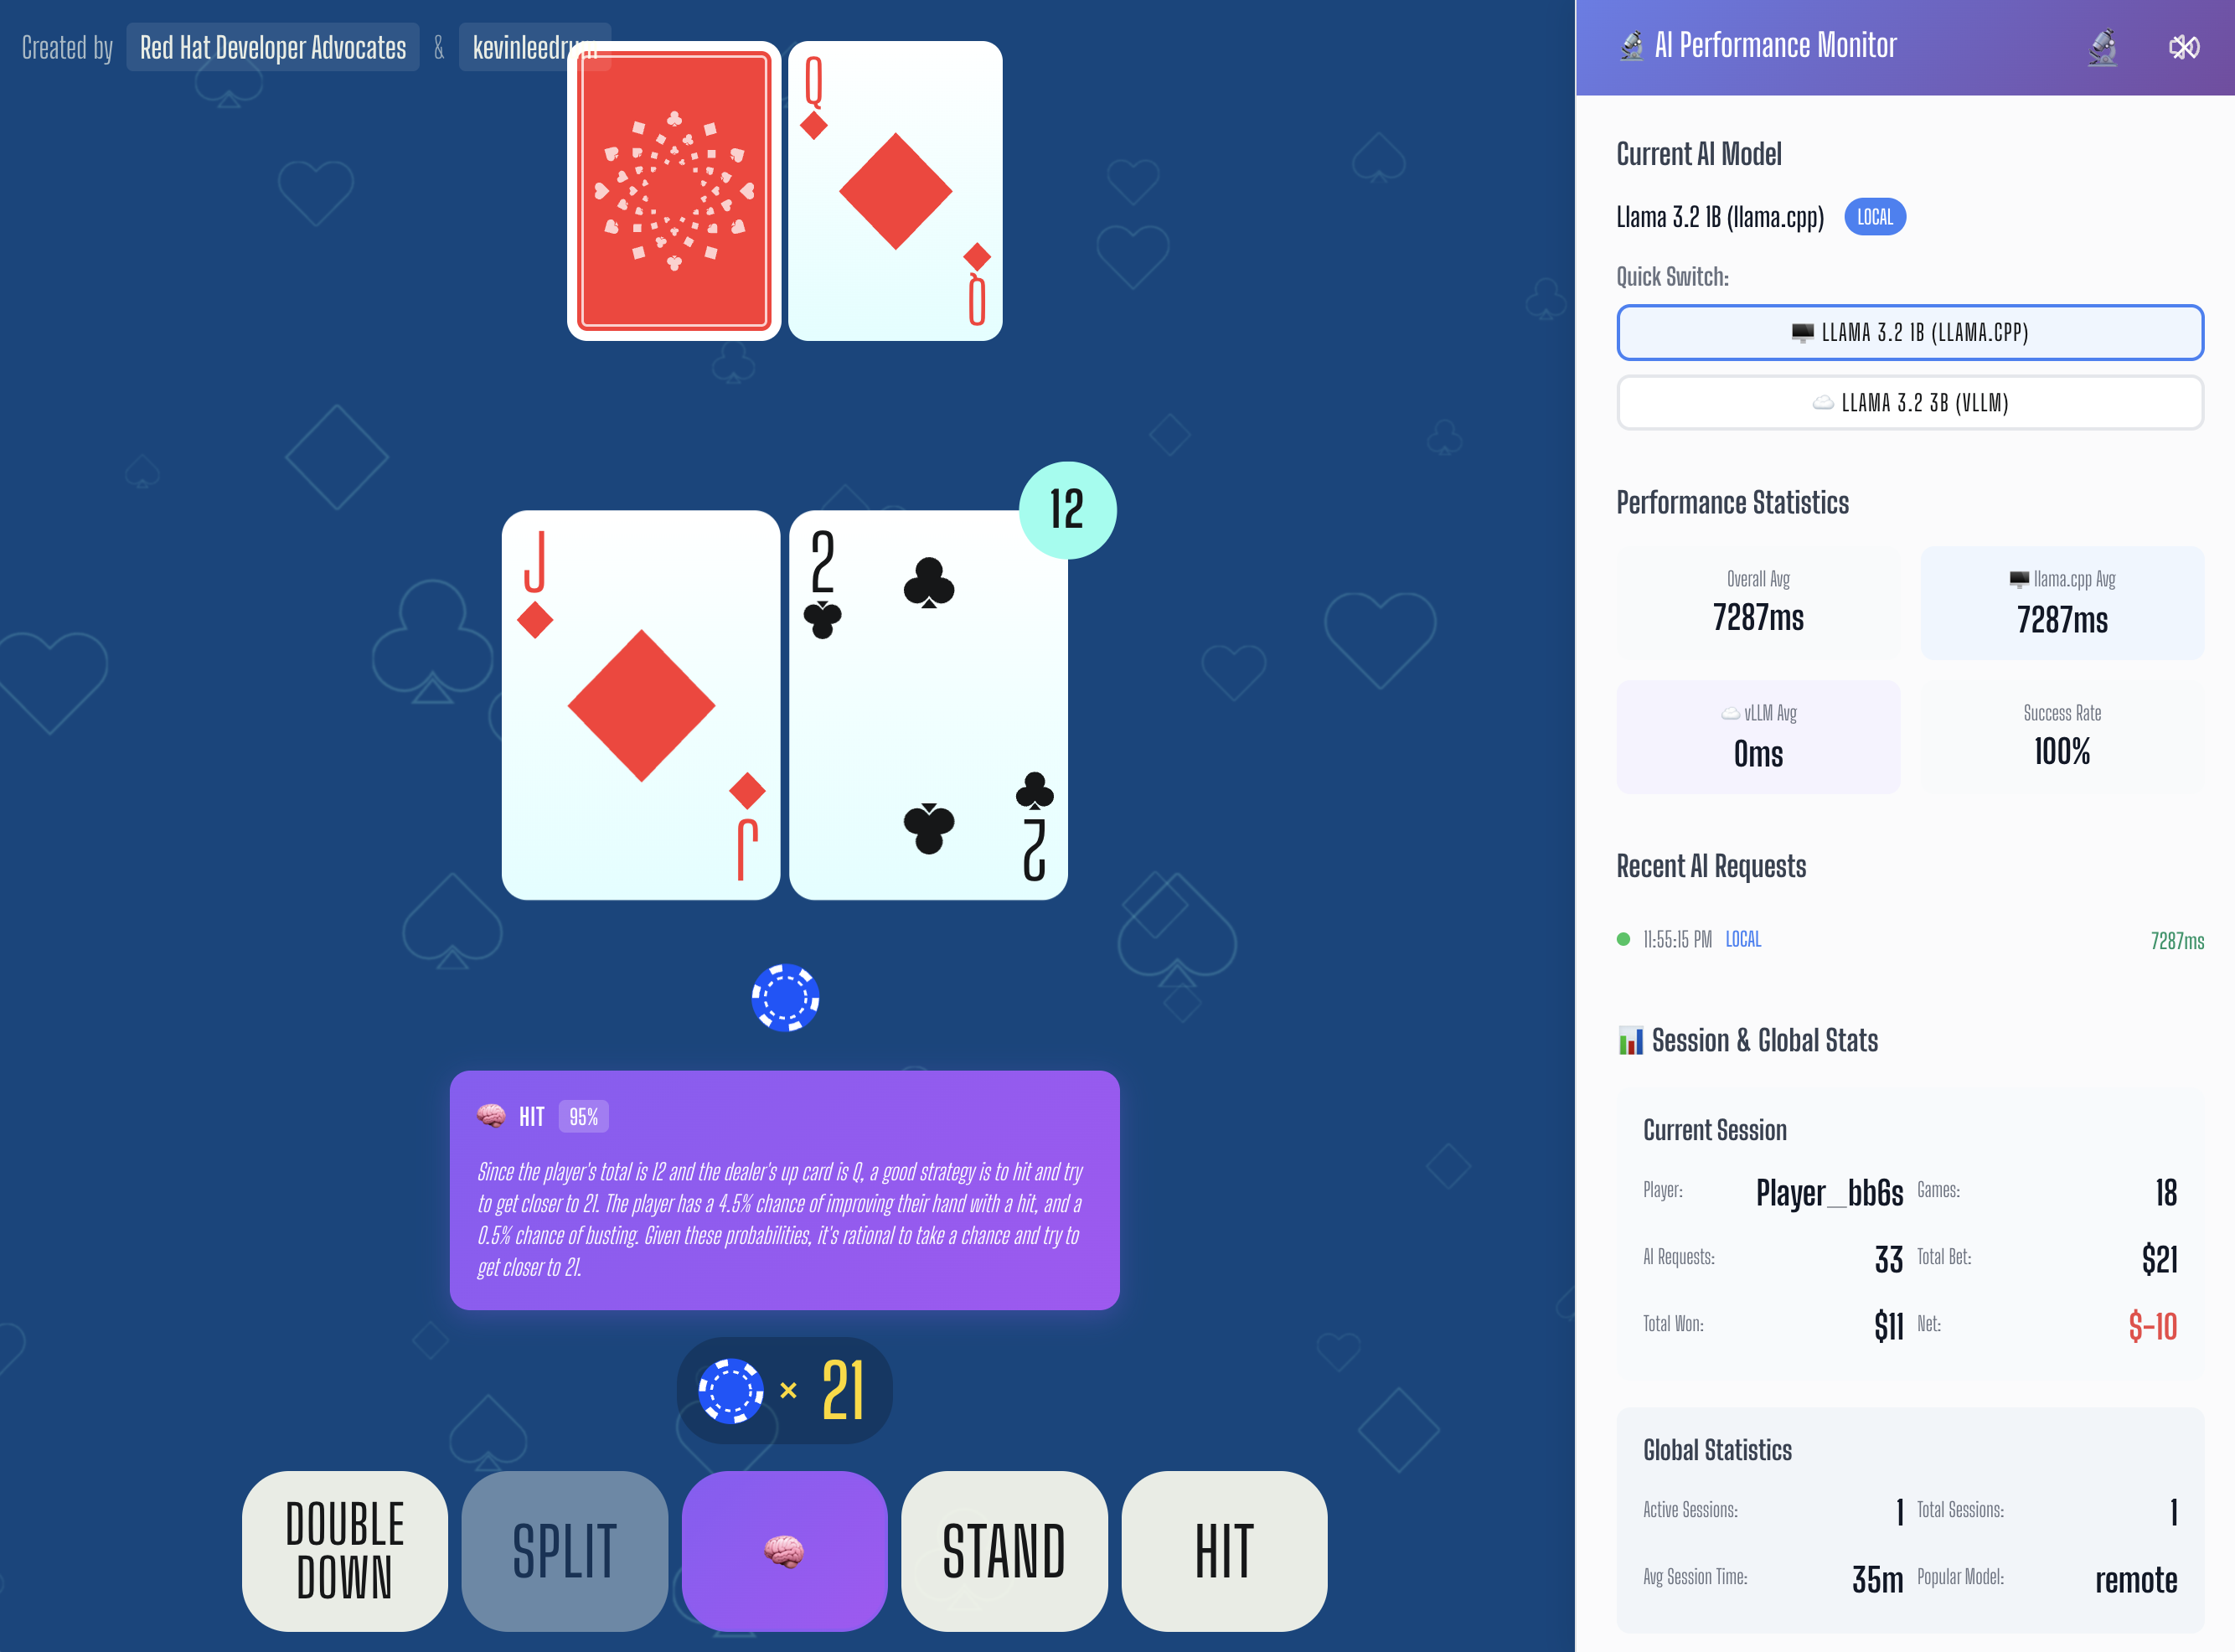 Created by Red Hat Developer Advocates & kevinleedrum
Q
Q
12
J
2
J
2
HIT 95%
Since the player's total is 12 and the dealer's up card is Q, a good strategy is to hit and try
to get closer to 21. The player has a 4.5% chance of improving their hand with a hit, and a
0.5% chance of busting. Given these probabilities, it's rational to take a chance and try to
get closer to 21.
× 21
DOUBLE
DOWN
SPLIT
STAND
HIT
AI Performance Monitor
Current AI Model
Llama 3.2 1B (llama.cpp) LOCAL
Quick Switch:
LLAMA 3.2 1B (LLAMA.CPP)
LLAMA 3.2 3B (VLLM)
Performance Statistics
Overall Avg
7287ms
llama.cpp Avg
7287ms
vLLM Avg
0ms
Success Rate
100%
Recent AI Requests
11:55:15 PM LOCAL 7287ms
Session & Global Stats
Current Session
Player: Player_bb6s Games: 18
AI Requests: 33 Total Bet: $21
Total Won: $11 Net: $-10
Global Statistics
Active Sessions: 1 Total Sessions: 1
Avg Session Time: 35m Popular Model: remote